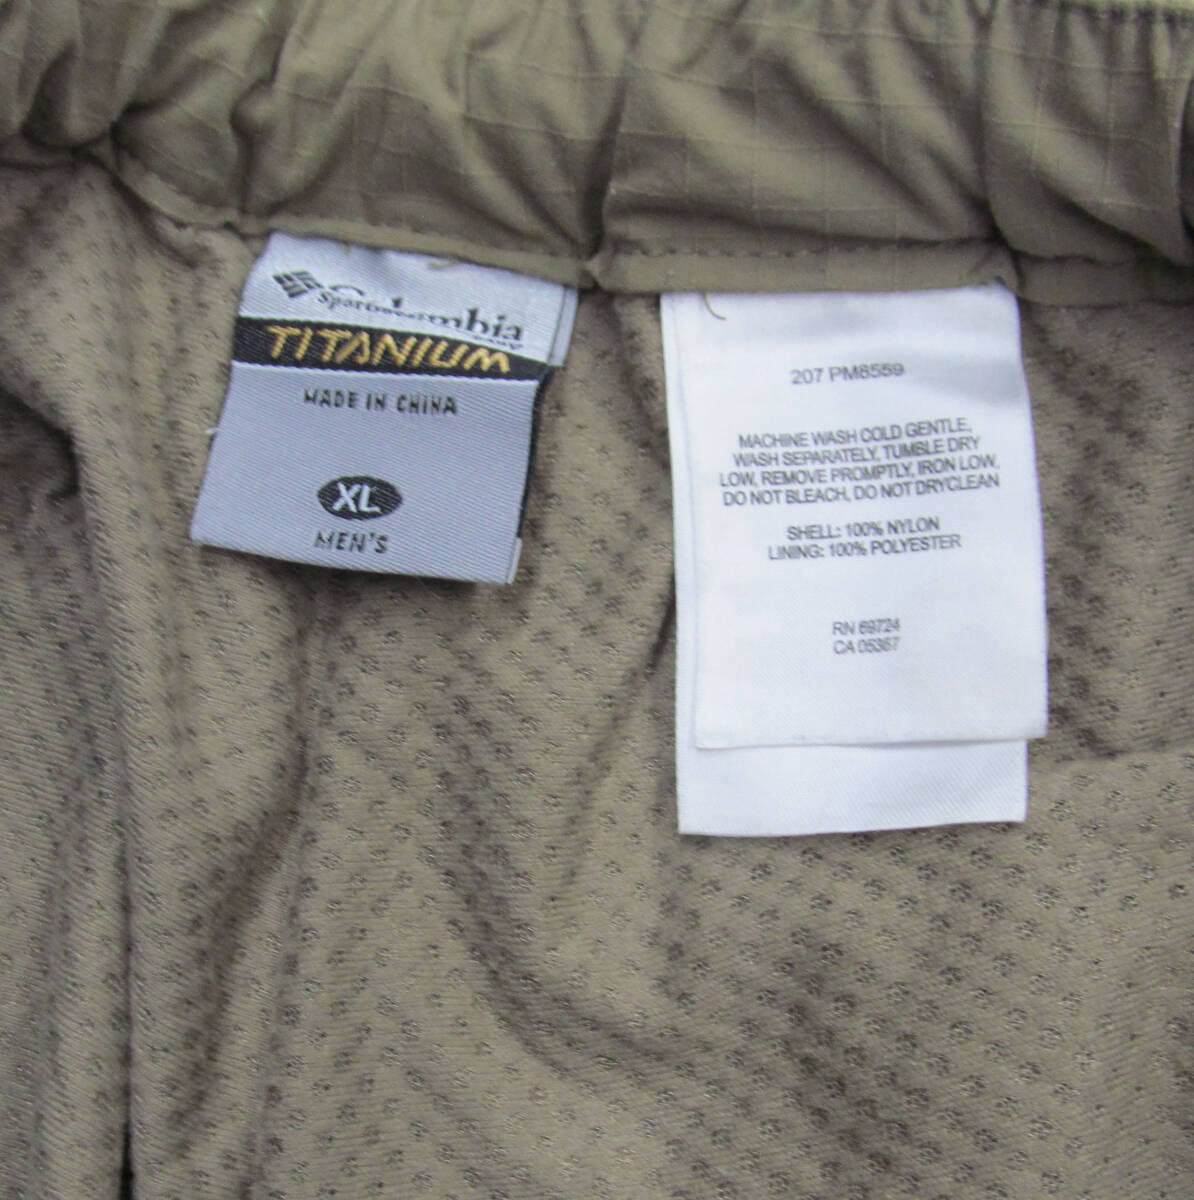 Columbia
TITANIUM
MADE IN CHINA
XL
MEN'S
207 PM8559
MACHINE WASH COLD GENTLE,
WASH SEPARATELY, TUMBLE DRY
LOW, REMOVE PROMPTLY, IRON LOW,
DO NOT BLEACH, DO NOT DRYCLEAN
SHELL: 100% NYLON
LINING: 100% POLYESTER
RN 69724
CA 05367